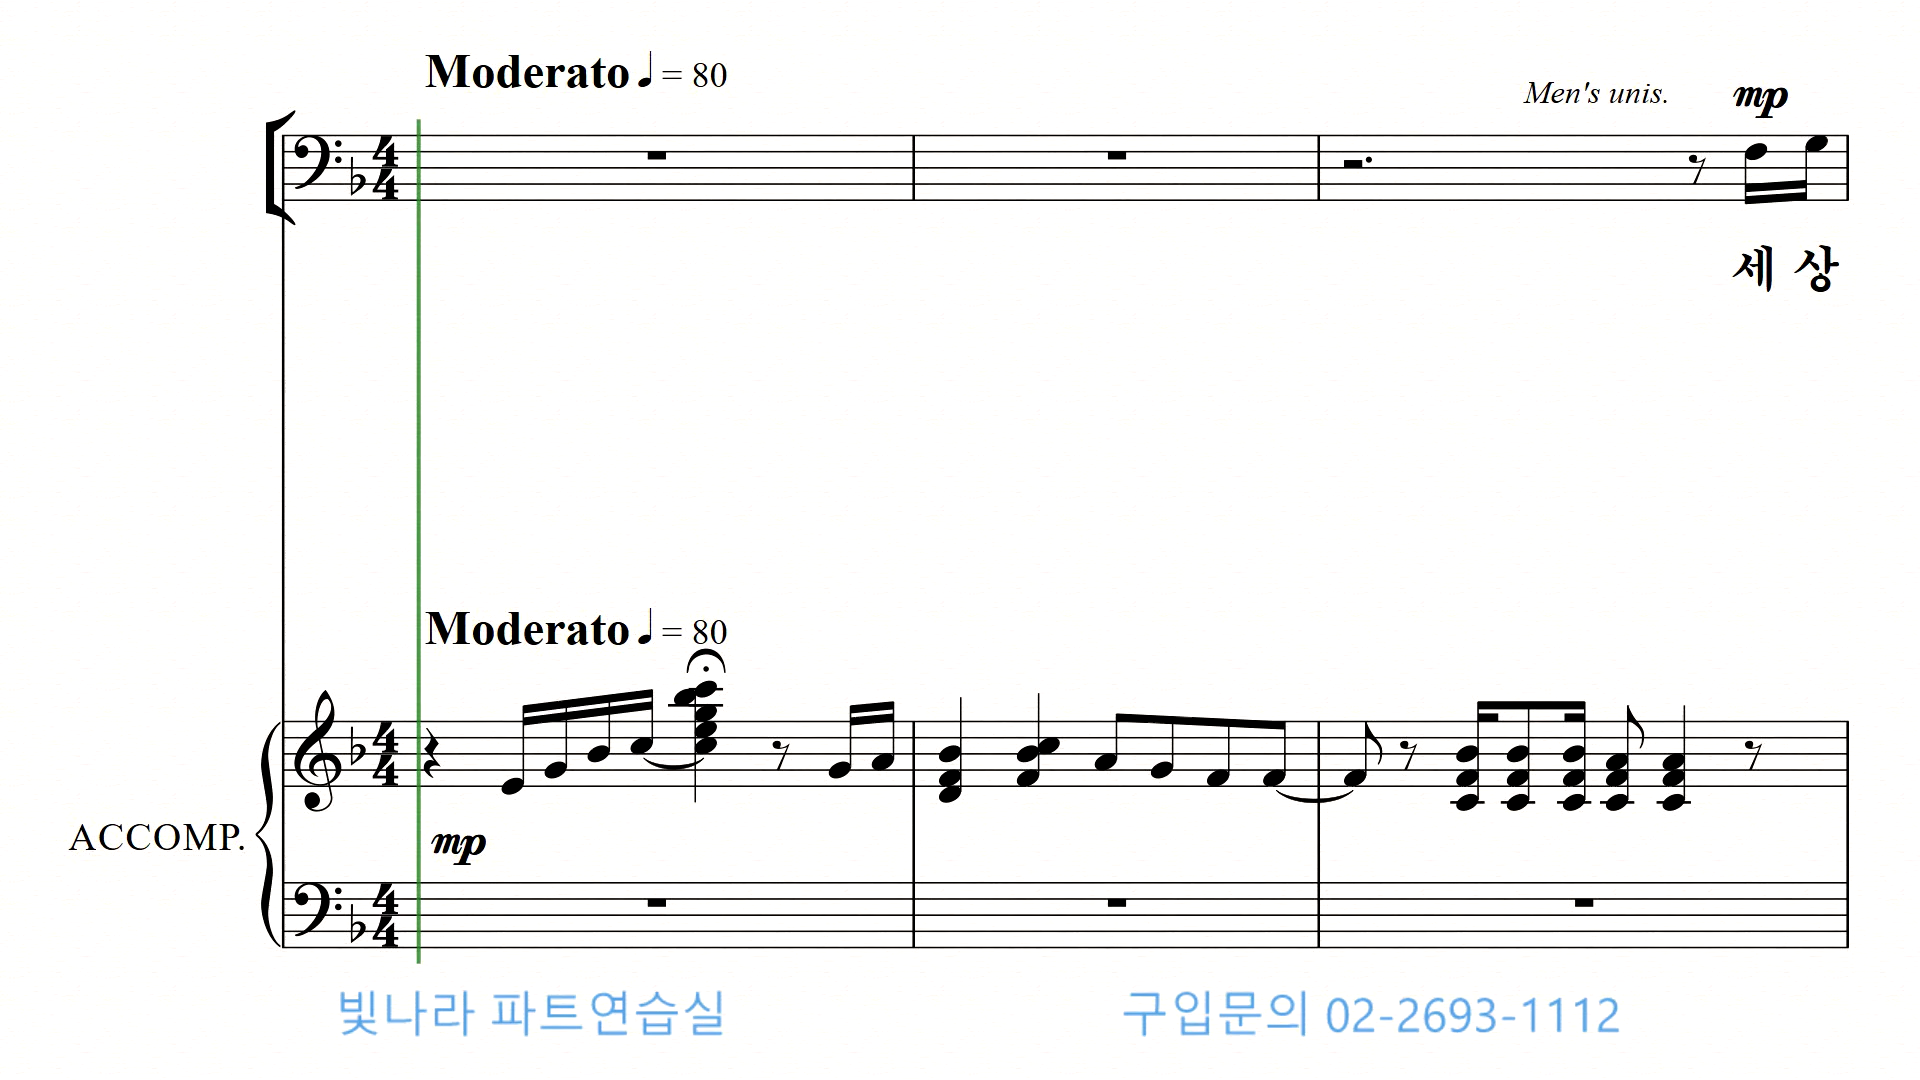 Moderato ♩= 80
Men's unis. mp
세 상
Moderato ♩= 80
ACCOMP.
mp
빛나라 파트연습실
구입문의 02-2693-1112